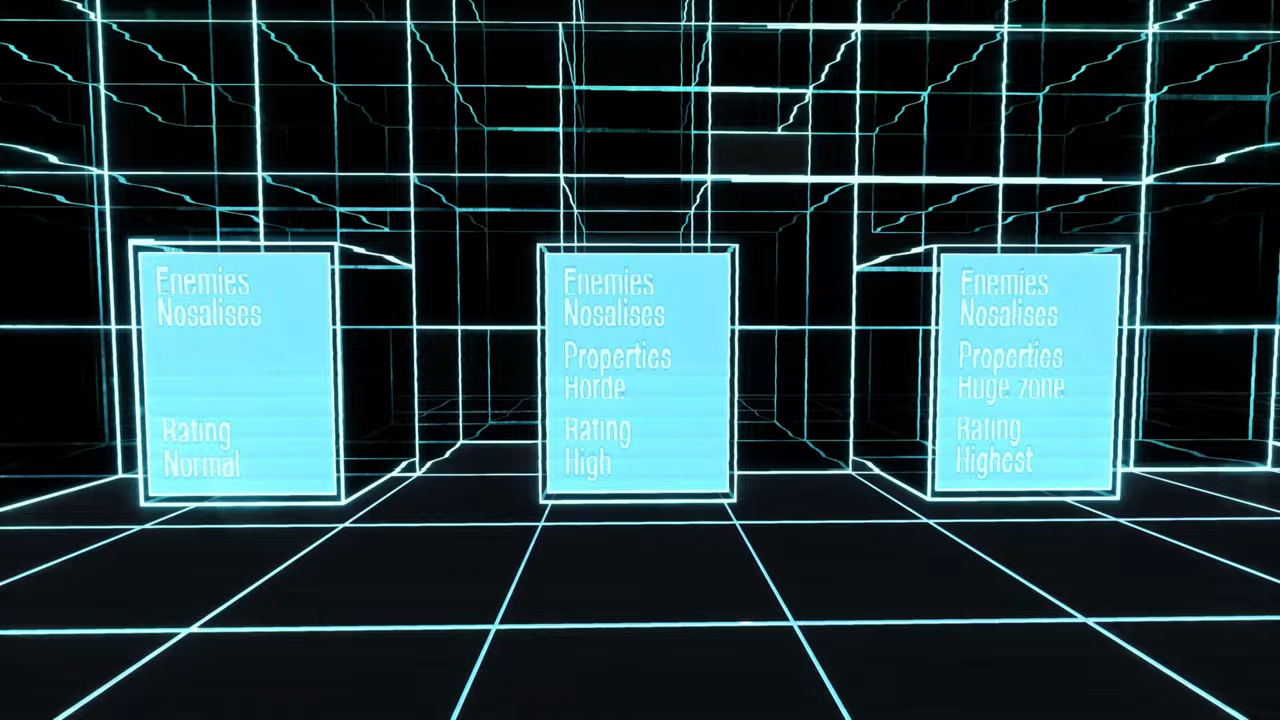 Enemies
Nosalises
Rating
Normal
Enemies
Nosalises
Properties
Horde
Rating
High
Enemies
Nosalises
Properties
Huge zone
Rating
Highest